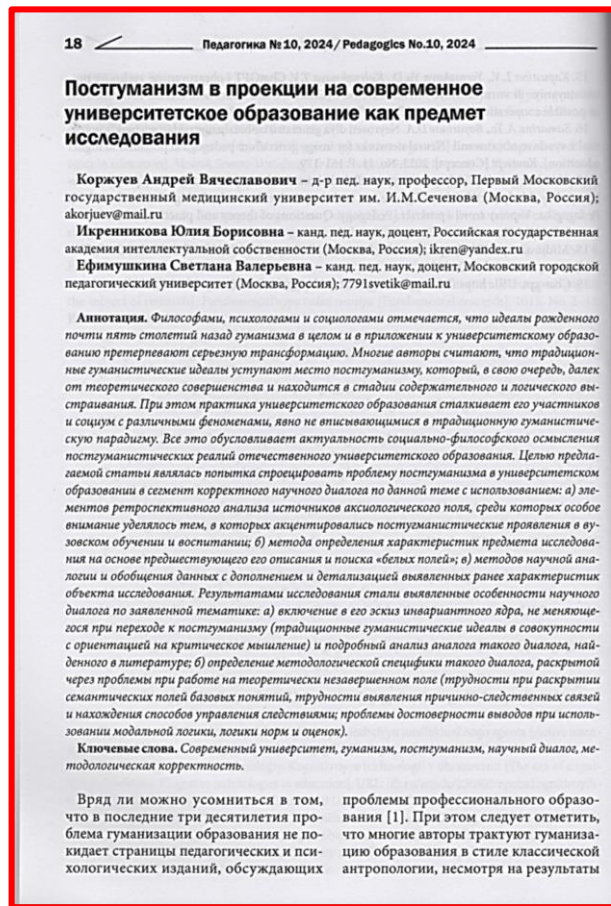 18
Педагогика № 10, 2024 / Pedagogics No.10, 2024
Постгуманизм в проекции на современное
университетское образование как предмет
исследования
Коржуев Андрей Вячеславович – д-р пед. наук, профессор, Первый Московский
государственный медицинский университет им. И.М.Сеченова (Москва, Россия);
akorjuev@mail.ru
Икренникова Юлия Борисовна – канд. пед. наук, доцент, Российская государственная
академия интеллектуальной собственности (Москва, Россия); ikren@yandex.ru
Ефимушкина Светлана Валерьевна – канд. пед. наук, доцент, Московский городской
педагогический университет (Москва, Россия); 7791svetik@mail.ru
Аннотация. Философами, психологами и социологами отмечается, что идеалы рожденного
почти пять столетий назад гуманизма в целом и в приложении к университетскому образо-
ванию претерпевают серьезную трансформацию. Многие авторы считают, что традицион-
ные гуманистические идеалы уступают место постгуманизму, который, в свою очередь, далек
от теоретического совершенства и находится в стадии содержательного и логического вы-
страивания. При этом практика университетского образования сталкивает его участников
и социум с различными феноменами, явно не вписывающимися в традиционную гуманистиче-
скую парадигму. Все это обусловливает актуальность социально-философского осмысления
постгуманистических реалий отечественного университетского образования. Целью предла-
гаемой статьи являлась попытка спроецировать проблему постгуманизма в университетском
образовании в сегмент корректного научного диалога по данной теме с использованием: а) эле-
ментов ретроспективного анализа источников аксиологического поля, среди которых особое
внимание уделялось тем, в которых акцентировались постгуманистические проявления в ву-
зовском обучении и воспитании; б) метода определения характеристик предмета исследова-
ния на основе предшествующего его описания и поиска «белых полей»; в) методов научной ана-
логии и обобщения данных с дополнением и детализацией выявленных ранее характеристик
объекта исследования. Результатами исследования стали выявленные особенности научного
диалога по заявленной тематике: а) включение в его эскиз инвариантного ядра, не меняюще-
гося при переходе к постгуманизму (традиционные гуманистические идеалы в совокупности
с ориентацией на критическое мышление) и подробный анализ аналога такого диалога, най-
денного в литературе; б) определение методологической специфики такого диалога, раскрытой
через проблемы при работе на теоретически незавершенном поле (трудности при раскрытии
семантических полей базовых понятий, трудности выявления причинно-следственных связей
и нахождения способов управления следствиями; проблемы достоверности выводов при исполь-
зовании модальной логики, логики норм и оценок).
Ключевые слова. Современный университет, гуманизм, постгуманизм, научный диалог, ме-
тодологическая корректность.
Вряд ли можно усомниться в том,
что в последние три десятилетия про-
блема гуманизации образования не по-
кидает страницы педагогических и пси-
хологических изданий, обсуждающих
проблемы профессионального образо-
вания [1]. При этом следует отметить,
что многие авторы трактуют гуманиза-
цию образования в стиле классической
антропологии, несмотря на результаты